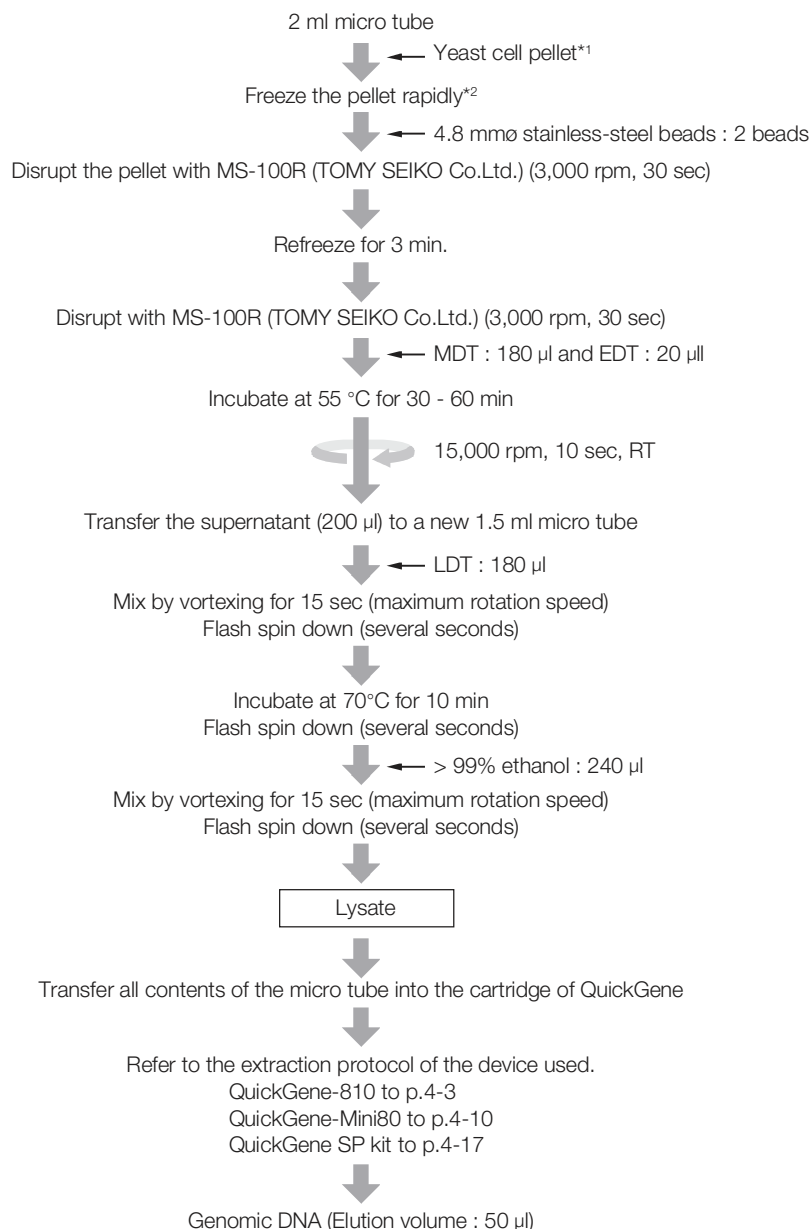 2 ml micro tube
Yeast cell pellet*1
Freeze the pellet rapidly*2
4.8 mmø stainless-steel beads : 2 beads
Disrupt the pellet with MS-100R (TOMY SEIKO Co.Ltd.) (3,000 rpm, 30 sec)
Refreeze for 3 min.
Disrupt with MS-100R (TOMY SEIKO Co.Ltd.) (3,000 rpm, 30 sec)
MDT : 180 µl and EDT : 20 µll
Incubate at 55 °C for 30 - 60 min
15,000 rpm, 10 sec, RT
Transfer the supernatant (200 µl) to a new 1.5 ml micro tube
LDT : 180 µl
Mix by vortexing for 15 sec (maximum rotation speed)
Flash spin down (several seconds)
Incubate at 70°C for 10 min
Flash spin down (several seconds)
> 99% ethanol : 240 µl
Mix by vortexing for 15 sec (maximum rotation speed)
Flash spin down (several seconds)
Lysate
Transfer all contents of the micro tube into the cartridge of QuickGene
Refer to the extraction protocol of the device used.
QuickGene-810 to p.4-3
QuickGene-Mini80 to p.4-10
QuickGene SP kit to p.4-17
Genomic DNA (Elution volume : 50 µl)